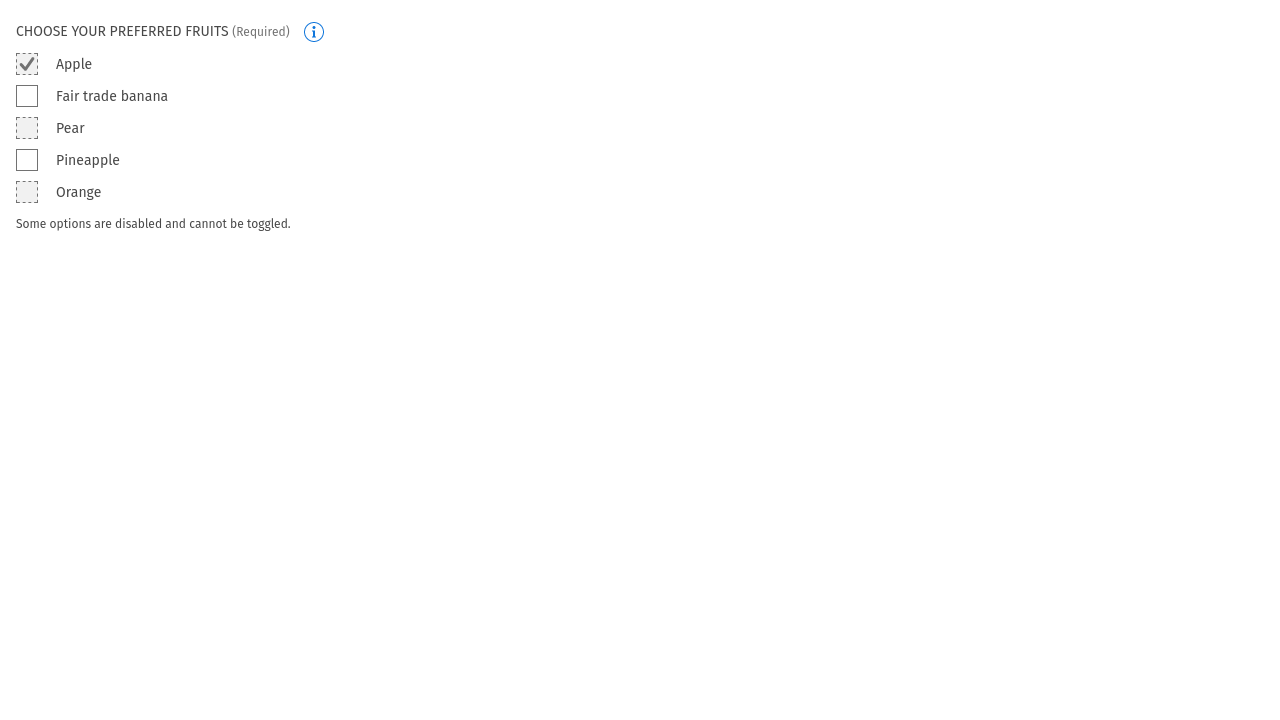 CHOOSE YOUR PREFERRED FRUITS (Required)
Apple
Fair trade banana
Pear
Pineapple
Orange
Some options are disabled and cannot be toggled.